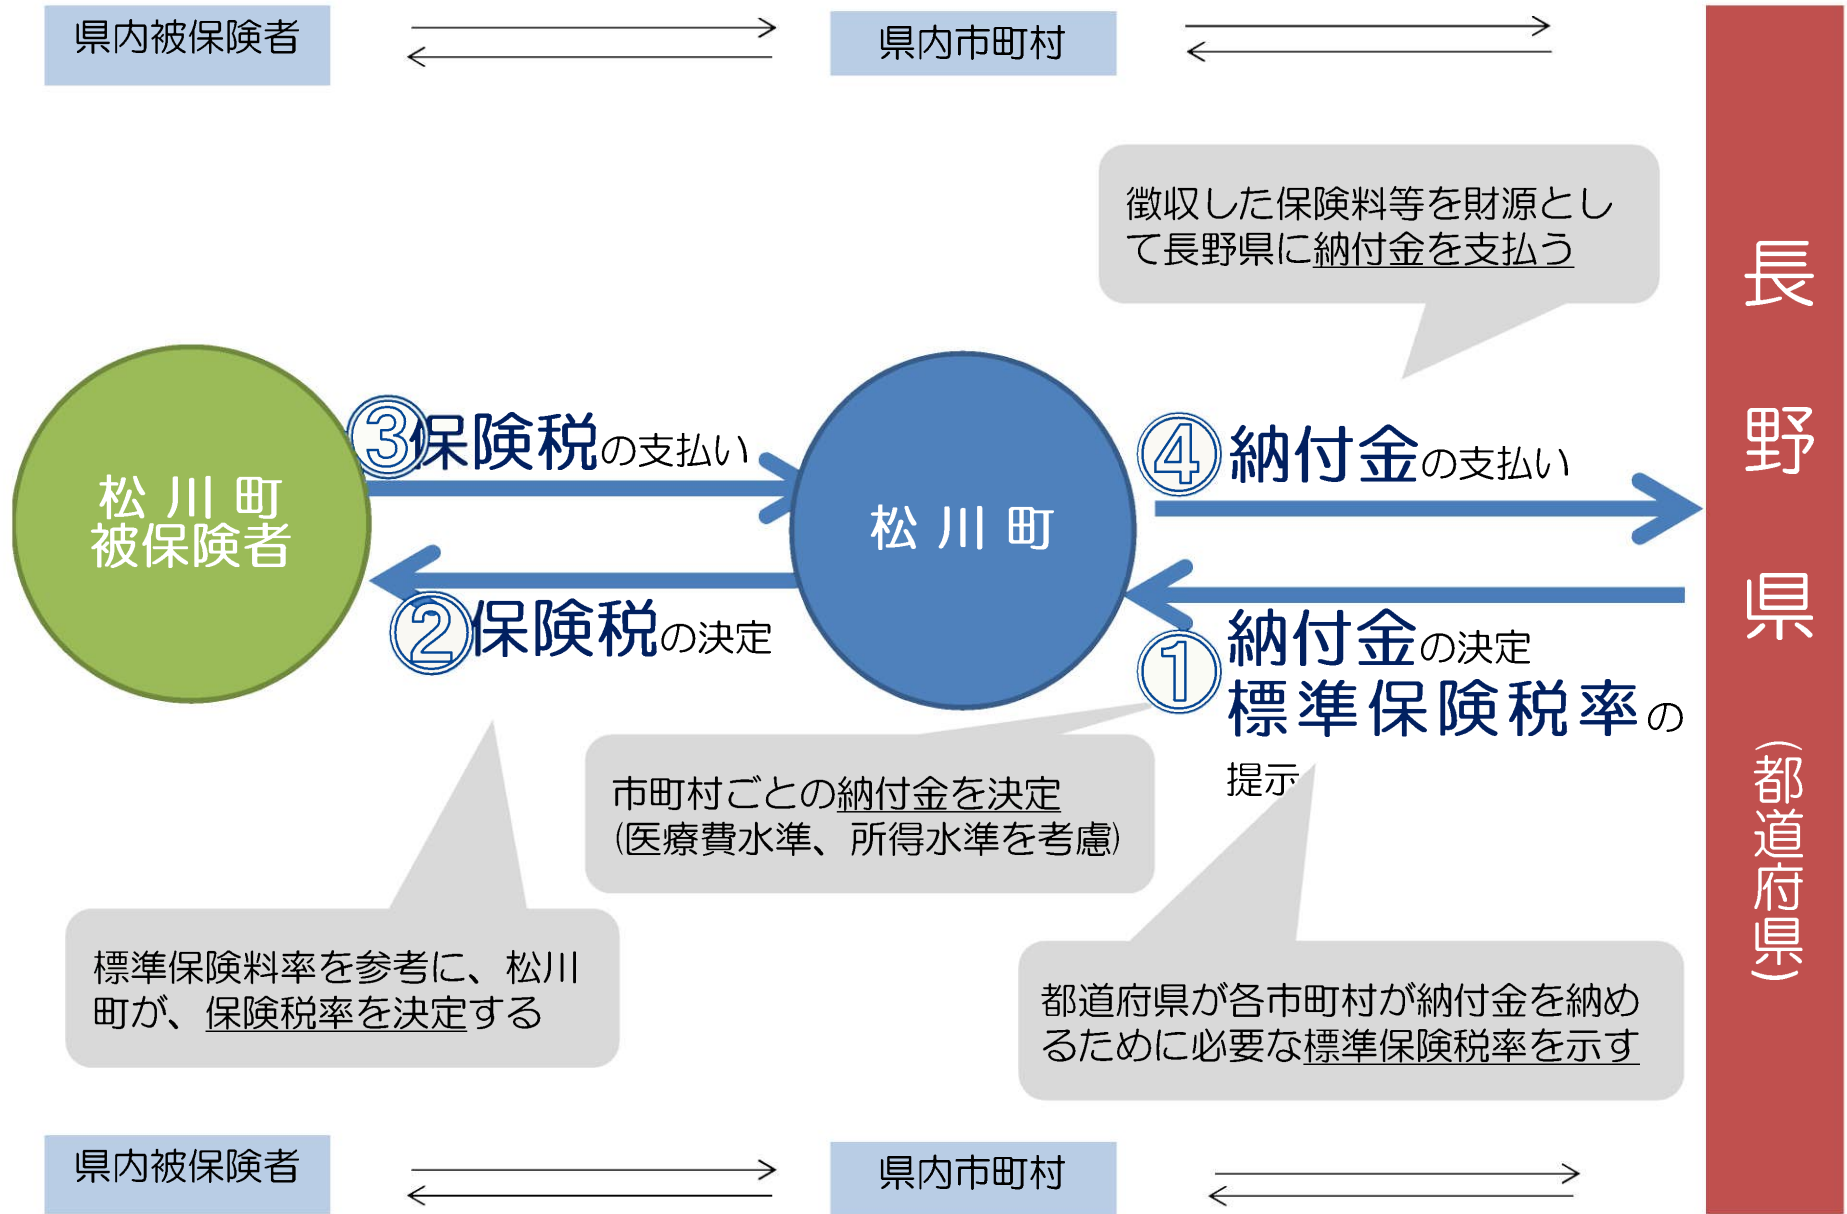 県内被保険者
県内市町村
徴収した保険料等を財源とし
て長野県に納付金を支払う
③保険税の支払い
④納付金の支払い
松川町
被保険者
松川町
②保険税の決定
①納付金の決定
標準保険税率の
提示
市町村ごとの納付金を決定
(医療費水準、所得水準を考慮)
標準保険料率を参考に、松川
町が、保険税率を決定する
都道府県が各市町村が納付金を納め
るために必要な標準保険税率を示す
長野県(都道府県)
県内被保険者
県内市町村